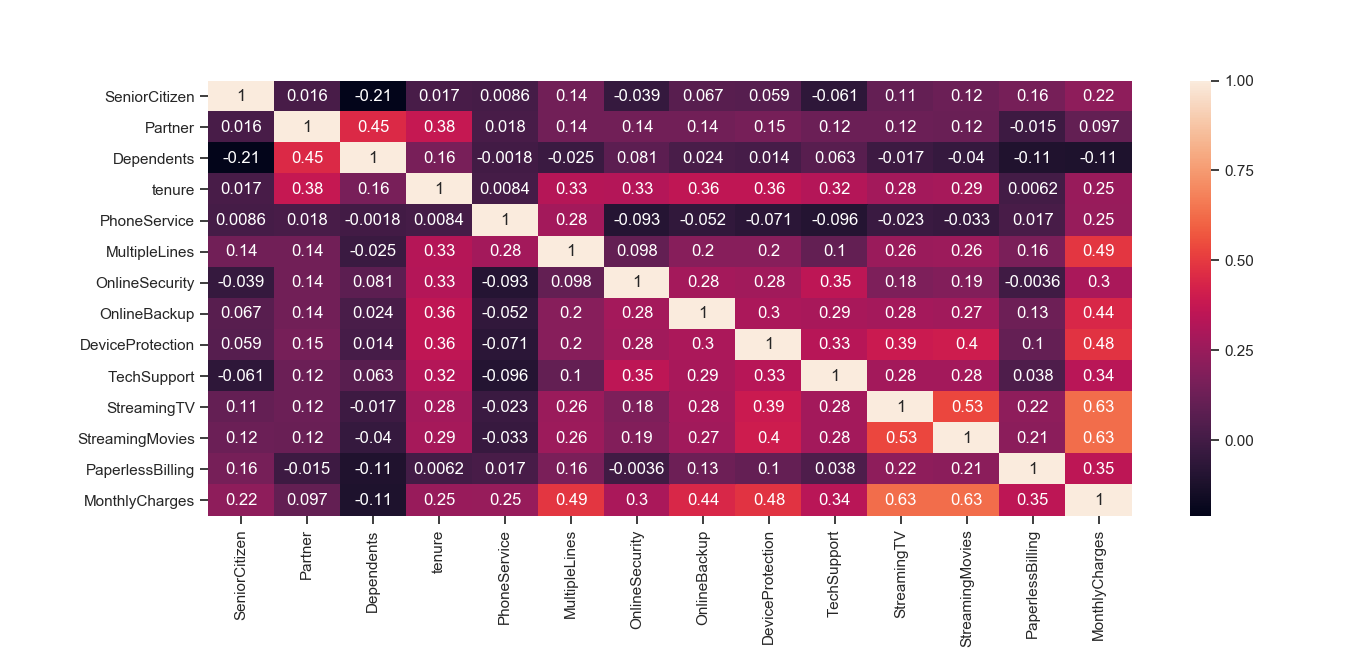 SeniorCitizen 1 0.016 -0.21 0.017 0.0086 0.14 -0.039 0.067 0.059 -0.061 0.11 0.12 0.16 0.22
Partner 0.016 1 0.45 0.38 0.018 0.14 0.14 0.14 0.15 0.12 0.12 0.12 -0.015 0.097
Dependents -0.21 0.45 1 0.16 -0.0018 -0.025 0.081 0.024 0.014 0.063 -0.017 -0.04 -0.11 -0.11
tenure 0.017 0.38 0.16 1 0.0084 0.33 0.33 0.36 0.36 0.32 0.28 0.29 0.0062 0.25
PhoneService 0.0086 0.018 -0.0018 0.0084 1 0.28 -0.093 -0.052 -0.071 -0.096 -0.023 -0.033 0.017 0.25
MultipleLines 0.14 0.14 -0.025 0.33 0.28 1 0.098 0.2 0.2 0.1 0.26 0.26 0.16 0.49
OnlineSecurity -0.039 0.14 0.081 0.33 -0.093 0.098 1 0.28 0.28 0.35 0.18 0.19 -0.0036 0.3
OnlineBackup 0.067 0.14 0.024 0.36 -0.052 0.2 0.28 1 0.3 0.29 0.28 0.27 0.13 0.44
DeviceProtection 0.059 0.15 0.014 0.36 -0.071 0.2 0.28 0.3 1 0.33 0.39 0.4 0.1 0.48
TechSupport -0.061 0.12 0.063 0.32 -0.096 0.1 0.35 0.29 0.33 1 0.28 0.28 0.038 0.34
StreamingTV 0.11 0.12 -0.017 0.28 -0.023 0.26 0.18 0.28 0.39 0.28 1 0.53 0.22 0.63
StreamingMovies 0.12 0.12 -0.04 0.29 -0.033 0.26 0.19 0.27 0.4 0.28 0.53 1 0.21 0.63
PaperlessBilling 0.16 -0.015 -0.11 0.0062 0.017 0.16 -0.0036 0.13 0.1 0.038 0.22 0.21 1 0.35
MonthlyCharges 0.22 0.097 -0.11 0.25 0.25 0.49 0.3 0.44 0.48 0.34 0.63 0.63 0.35 1
SeniorCitizen
Partner
Dependents
tenure
PhoneService
MultipleLines
OnlineSecurity
OnlineBackup
DeviceProtection
TechSupport
StreamingTV
StreamingMovies
PaperlessBilling
MonthlyCharges
1.00
0.75
0.50
0.25
0.00